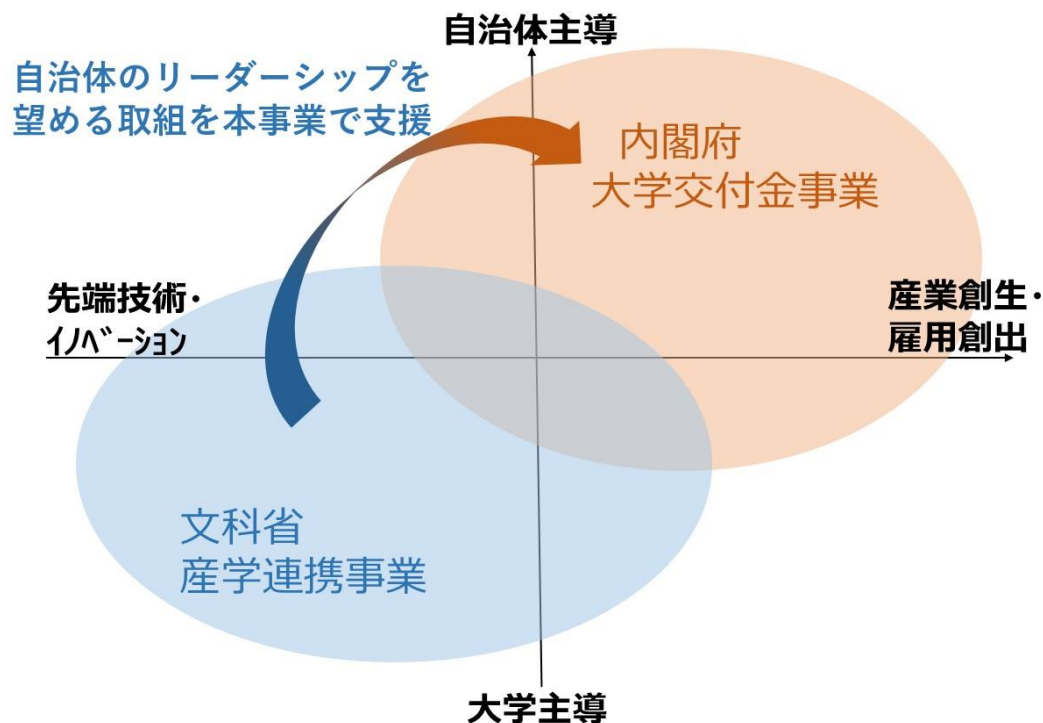 自治体主導
自治体のリーダーシップを
望める取組を本事業で支援
内閣府
大学交付金事業
先端技術・
ｲﾉﾍﾞｰｼｮﾝ
産業創生・
雇用創出
文科省
産学連携事業
大学主導